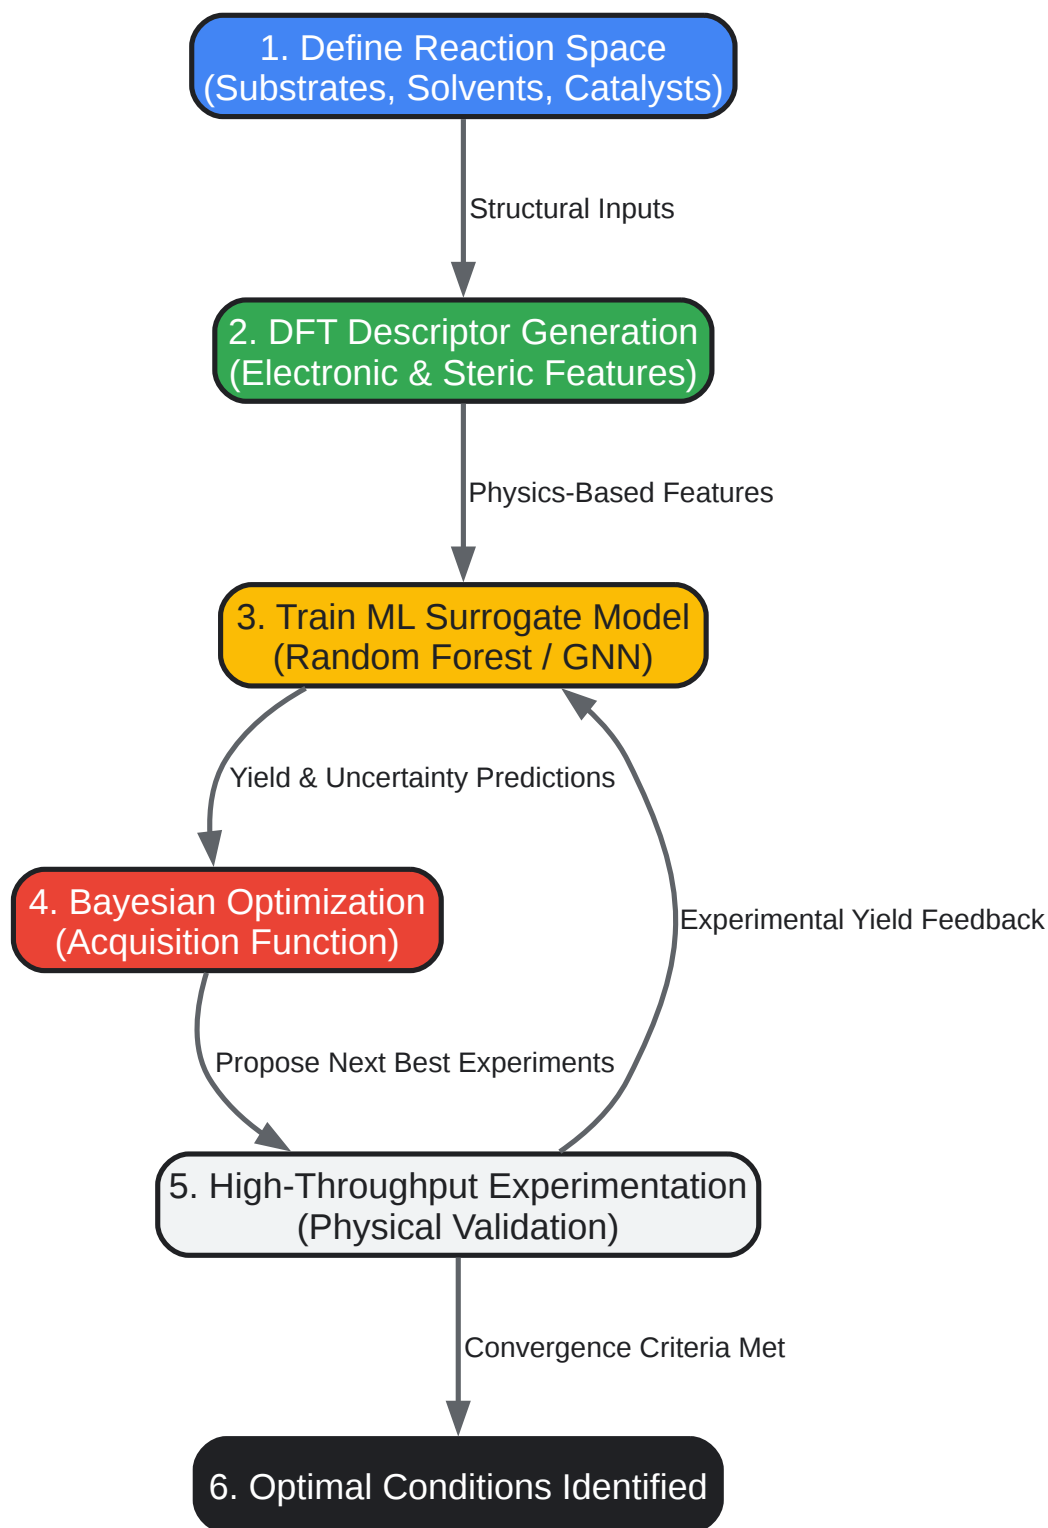 1. Define Reaction Space
(Substrates, Solvents, Catalysts)
Structural Inputs
2. DFT Descriptor Generation
(Electronic & Steric Features)
Physics-Based Features
3. Train ML Surrogate Model
(Random Forest / GNN)
Yield & Uncertainty Predictions
4. Bayesian Optimization
(Acquisition Function)
Experimental Yield Feedback
Propose Next Best Experiments
5. High-Throughput Experimentation
(Physical Validation)
Convergence Criteria Met
6. Optimal Conditions Identified